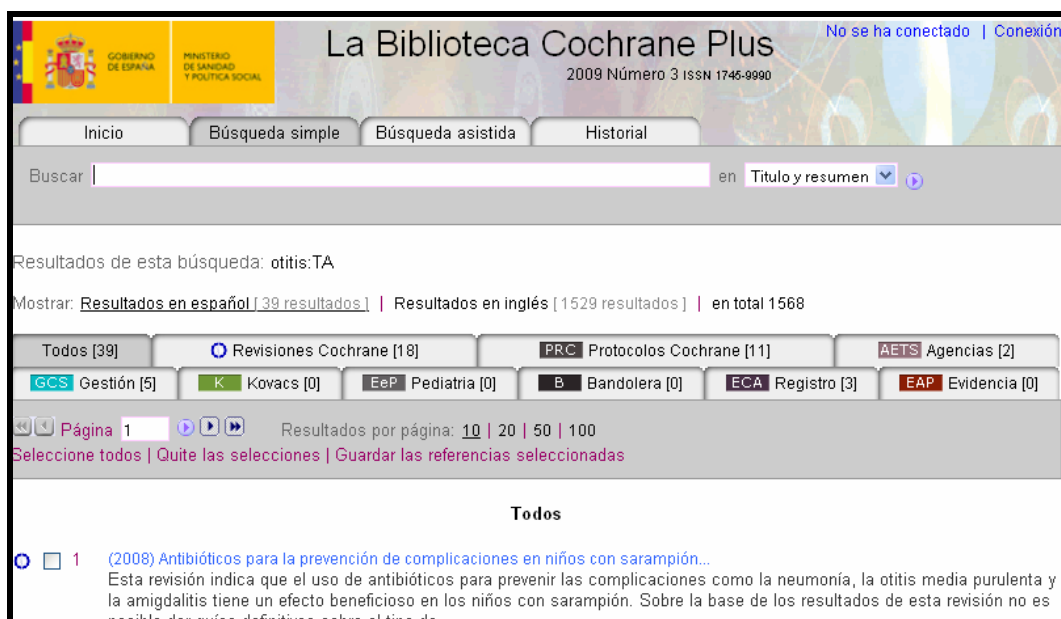 La Biblioteca Cochrane Plus
No se ha conectado | Conexión
GOBIERNO DE ESPAÑA
MINISTERIO DE SANIDAD Y POLITICA SOCIAL
2009 Número 3 ISSN 1745-9990
Inicio Búsqueda simple Búsqueda asistida Historial
Buscar en Titulo y resumen
Resultados de esta búsqueda: otitis:TA
Mostrar: Resultados en español [ 39 resultados ] | Resultados en inglés [ 1529 resultados ] | en total 1568
Todos [39] Revisiones Cochrane [18] PRC Protocolos Cochrane [11] AETS Agencias [2]
GCS Gestión [5] K Kovacs [0] EeP Pediatria [0] B Bandolera [0] ECA Registro [3] EAP Evidencia [0]
Página 1 Resultados por página: 10 | 20 | 50 | 100
Seleccione todos | Quite las selecciones | Guardar las referencias seleccionadas
Todos
1 (2008) Antibióticos para la prevención de complicaciones en niños con sarampión...
Esta revisión indica que el uso de antibióticos para prevenir las complicaciones como la neumonía, la otitis media purulenta y
la amigdalitis tiene un efecto beneficioso en los niños con sarampión. Sobre la base de los resultados de esta revisión no es